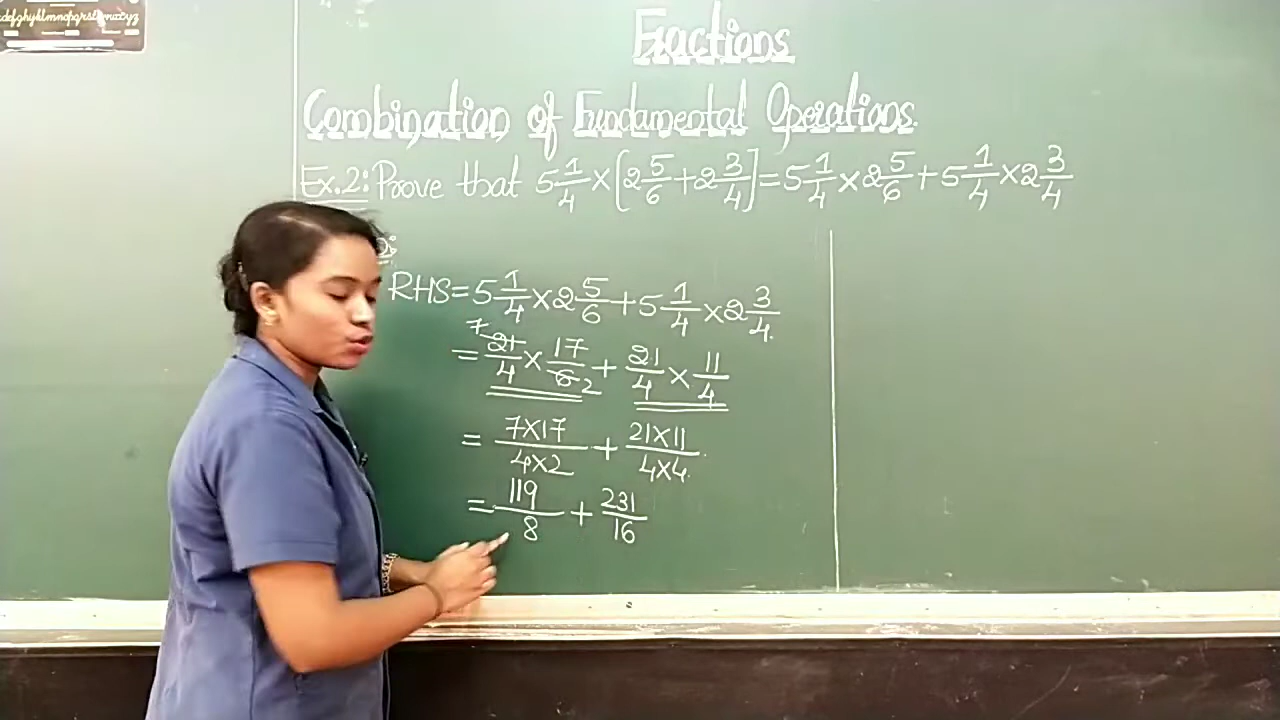 defghyklmnopqrstuvwxyz
Fractions
Combination of Fundamental Operations.
Ex.2: Prove that 5 1/4 × [2 5/6 + 2 3/4] = 5 1/4 × 2 5/6 + 5 1/4 × 2 3/4
RHS = 5 1/4 × 2 5/6 + 5 1/4 × 2 3/4.
7
= 21/4 × 17/6 2 + 21/4 × 11/4
= 7×17/4×2 + 21×11/4×4.
= 119/8 + 231/16